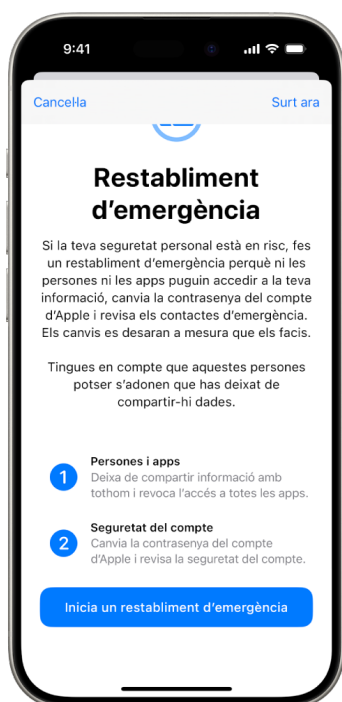 9:41
Cancel·la
Surt ara
Restabliment
d’emergència
Si la teva seguretat personal està en risc, fes
un restabliment d’emergència perquè ni les
persones ni les apps puguin accedir a la teva
informació, canvia la contrasenya del compte
d’Apple i revisa els contactes d’emergència.
Els canvis es desaran a mesura que els facis.
Tingues en compte que aquestes persones
potser s’adonen que has deixat de
compartir-hi dades.
1
Persones i apps
Deixa de compartir informació amb
tothom i revoca l’accés a totes les apps.
2
Seguretat del compte
Canvia la contrasenya del compte
d’Apple i revisa la seguretat del compte.
Inicia un restabliment d’emergència